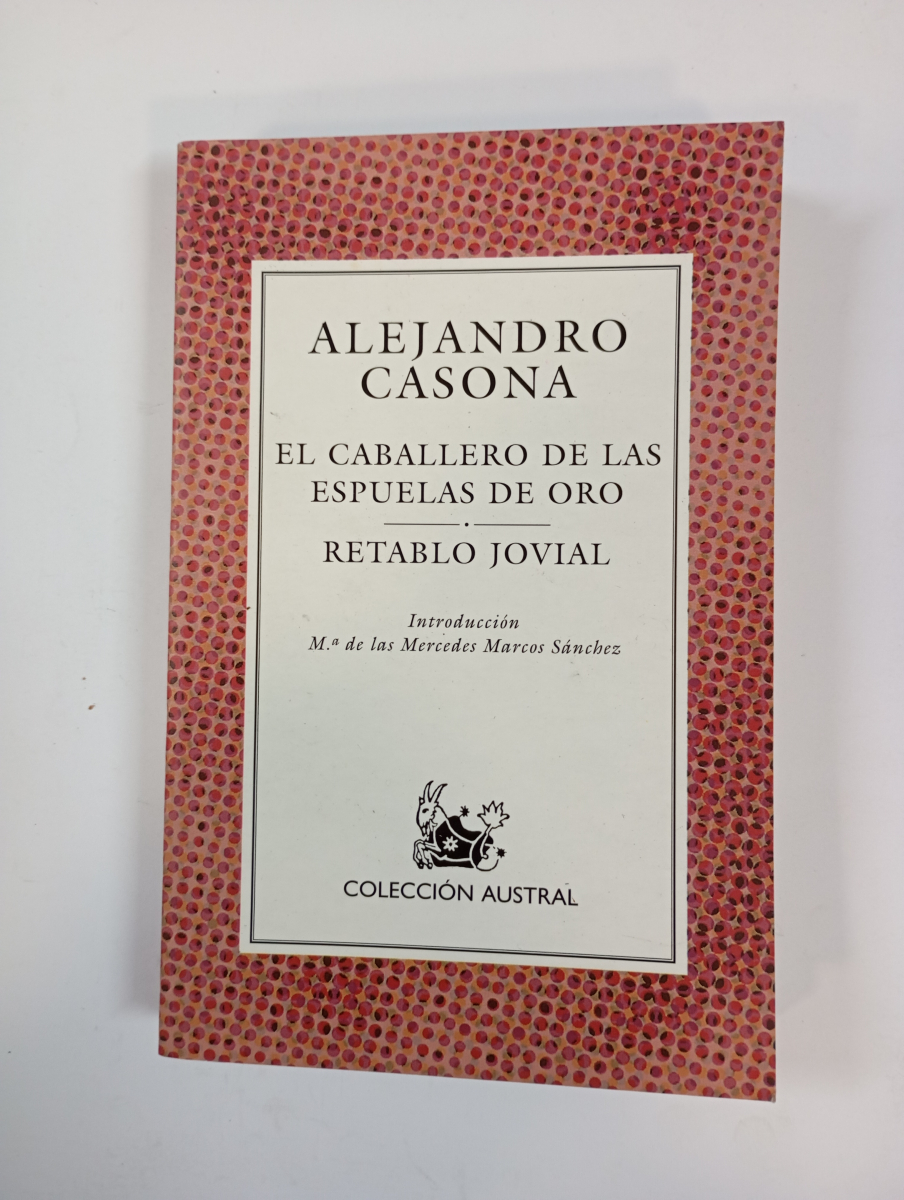 ALEJANDRO
CASONA
EL CABALLERO DE LAS
ESPUELAS DE ORO
RETABLO JOVIAL
Introducción
M.ª de las Mercedes Marcos Sánchez
COLECCIÓN AUSTRAL